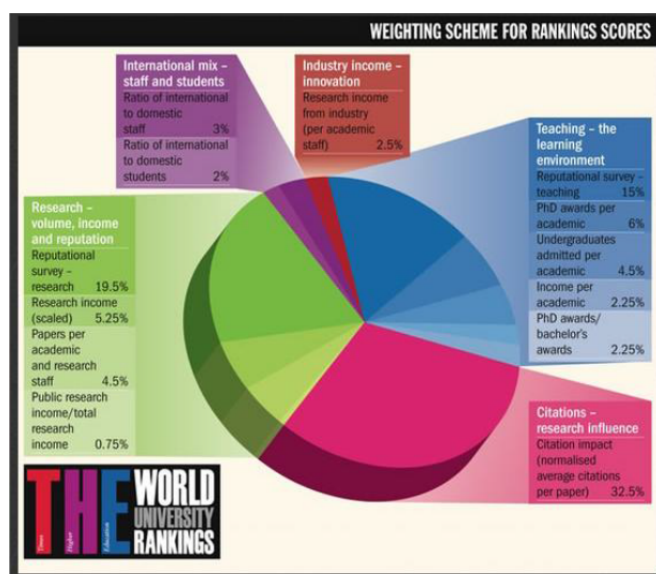 WEIGHTING SCHEME FOR RANKINGS SCORES
International mix –
staff and students
Ratio of international
to domestic
staff 3%
Ratio of international
to domestic
students 2%
Industry income –
innovation
Research income
from industry
(per academic
staff) 2.5%
Teaching – the
learning
environment
Reputational survey –
teaching 15%
PhD awards per
academic 6%
Undergraduates
admitted per
academic 4.5%
Income per
academic 2.25%
PhD awards/
bachelor's
awards 2.25%
Research –
volume, income
and reputation
Reputational
survey –
research 19.5%
Research income
(scaled) 5.25%
Papers per
academic
and research
staff 4.5%
Public research
income/total
research
income 0.75%
Citations –
research influence
Citation impact
(normalised
average citations
per paper) 32.5%
THE
Times Higher Education
WORLD
UNIVERSITY
RANKINGS